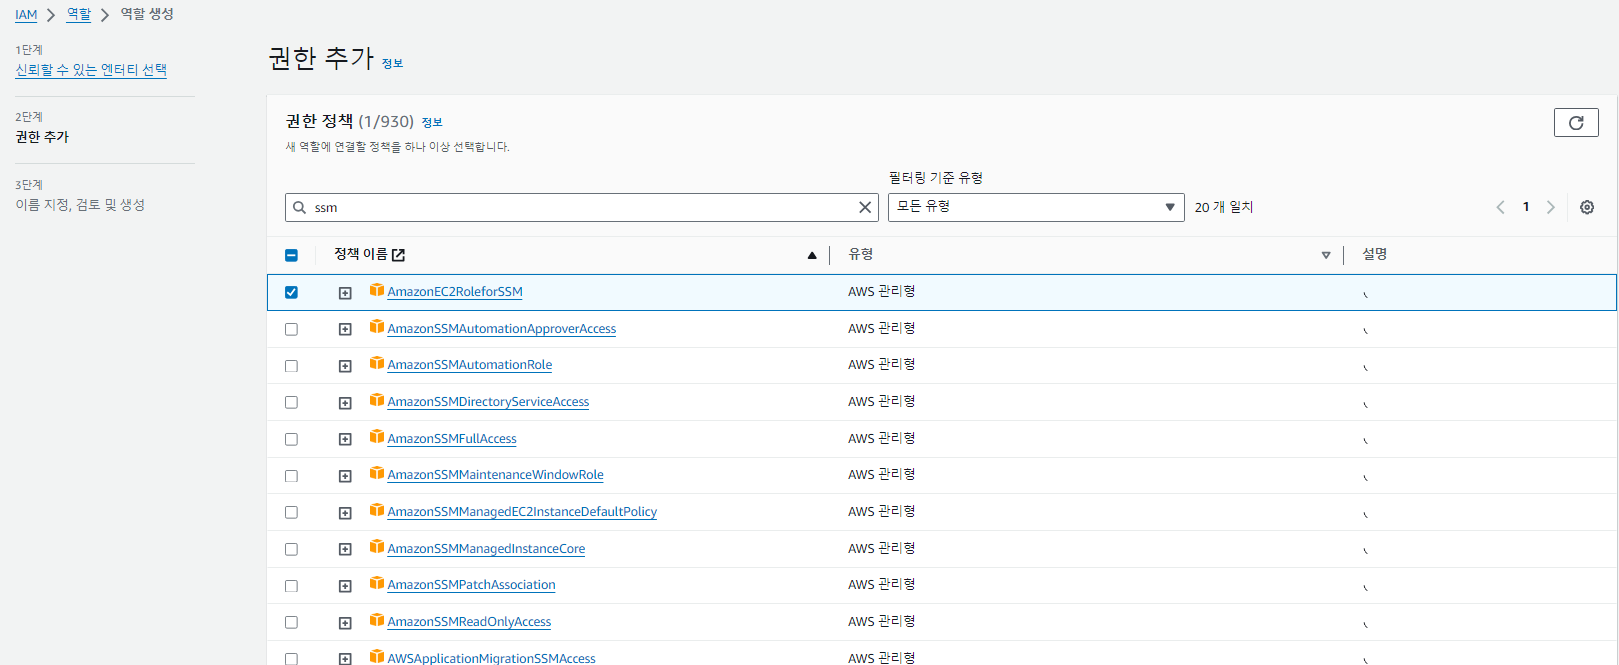 IAM > 역할 > 역할 생성
1단계
신뢰할 수 있는 엔터티 선택
2단계
권한 추가
3단계
이름 지정, 검토 및 생성
권한 추가 정보
권한 정책 (1/930) 정보
새 역할에 연결할 정책을 하나 이상 선택합니다.
필터링 기준 유형
ssm
모든 유형
20 개 일치
1
정책 이름 유형 설명
AmazonEC2RoleforSSM AWS 관리형
AmazonSSMAutomationApproverAccess AWS 관리형
AmazonSSMAutomationRole AWS 관리형
AmazonSSMDirectoryServiceAccess AWS 관리형
AmazonSSMFullAccess AWS 관리형
AmazonSSMMaintenanceWindowRole AWS 관리형
AmazonSSMManagedEC2InstanceDefaultPolicy AWS 관리형
AmazonSSMManagedInstanceCore AWS 관리형
AmazonSSMPatchAssociation AWS 관리형
AmazonSSMReadOnlyAccess AWS 관리형
AWSApplicationMigrationSSMAccess AWS 관리형